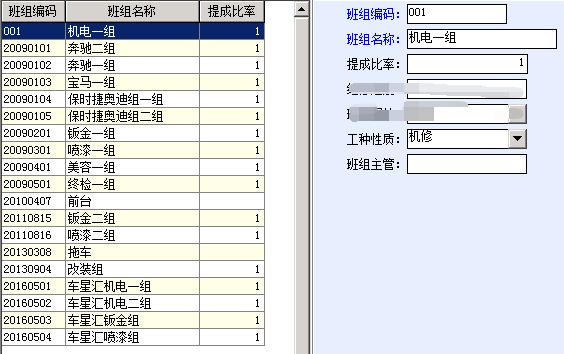 班组编码 班组名称 提成比率
001 机电一组 1
20090101 奔驰二组 1
20090102 奔驰一组 1
20090103 宝马一组 1
20090104 保时捷奥迪组一组 1
20090105 保时捷奥迪组二组 1
20090201 钣金一组 1
20090301 喷漆一组 1
20090401 美容一组 1
20090501 终检一组 1
20100407 前台
20110815 钣金二组 1
20110816 喷漆二组 1
20130308 拖车
20130904 改装组 1
20160501 车星汇机电一组 1
20160502 车星汇机电二组 1
20160503 车星汇钣金组 1
20160504 车星汇喷漆组 1
班组编码： 001
班组名称： 机电一组
提成比率： 1
工种性质： 机修
班组主管：